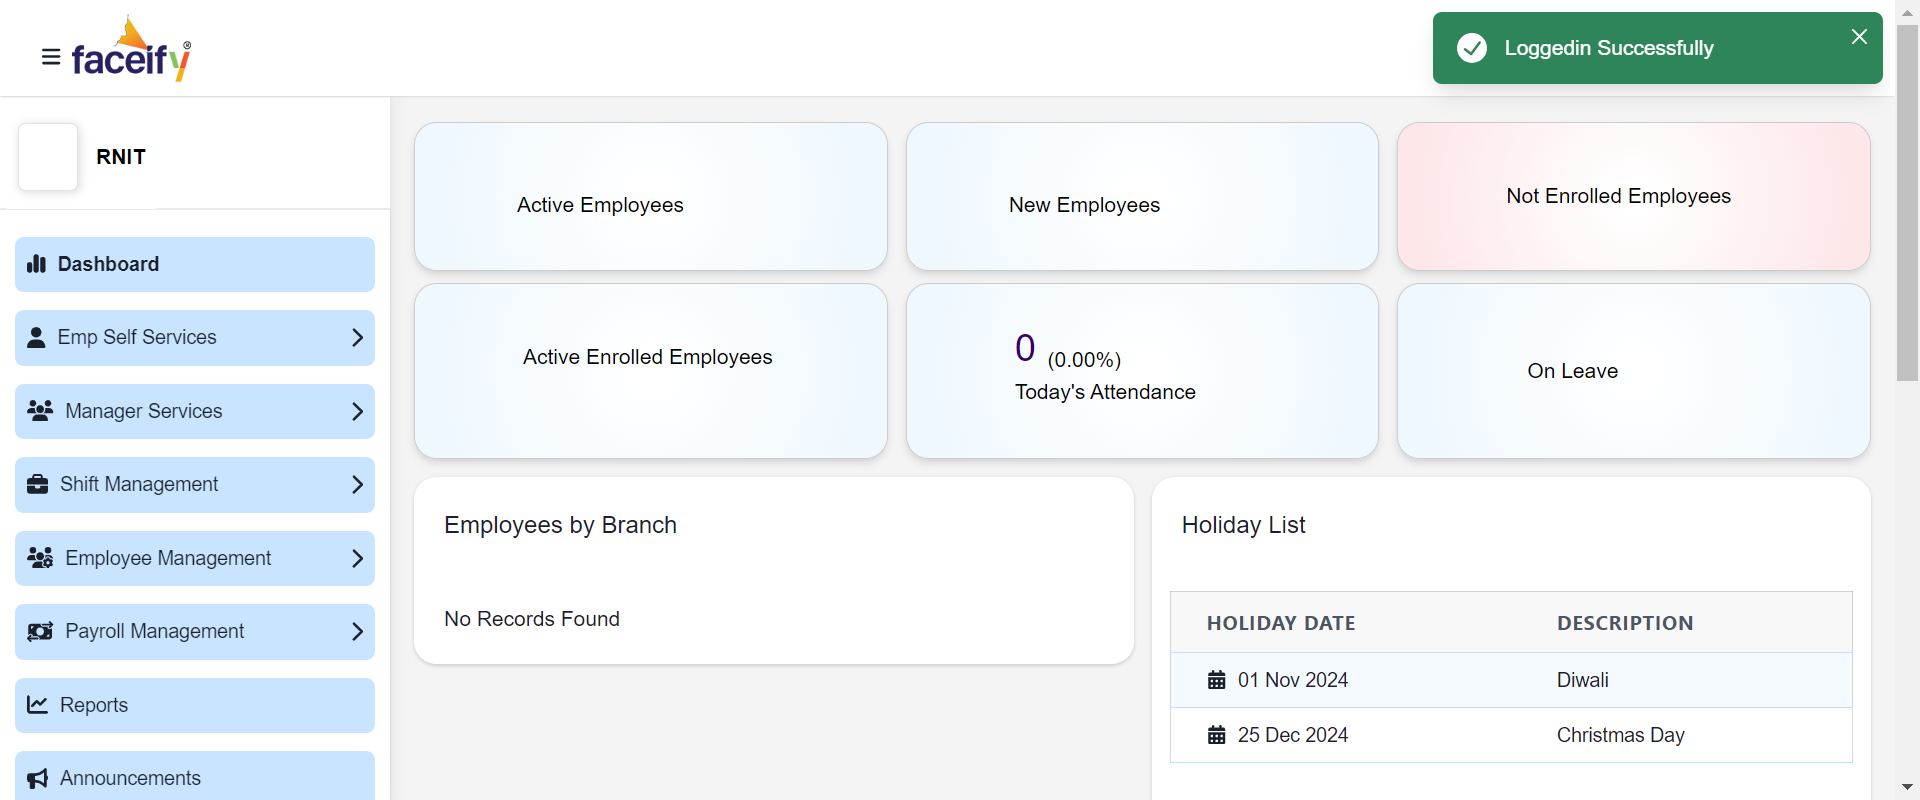 faceify®
Loggedin Successfully
RNIT
Dashboard
Emp Self Services
Manager Services
Shift Management
Employee Management
Payroll Management
Reports
Announcements
Active Employees
New Employees
Not Enrolled Employees
Active Enrolled Employees
0 (0.00%)
Today's Attendance
On Leave
Employees by Branch
No Records Found
Holiday List
HOLIDAY DATE DESCRIPTION
01 Nov 2024 Diwali
25 Dec 2024 Christmas Day